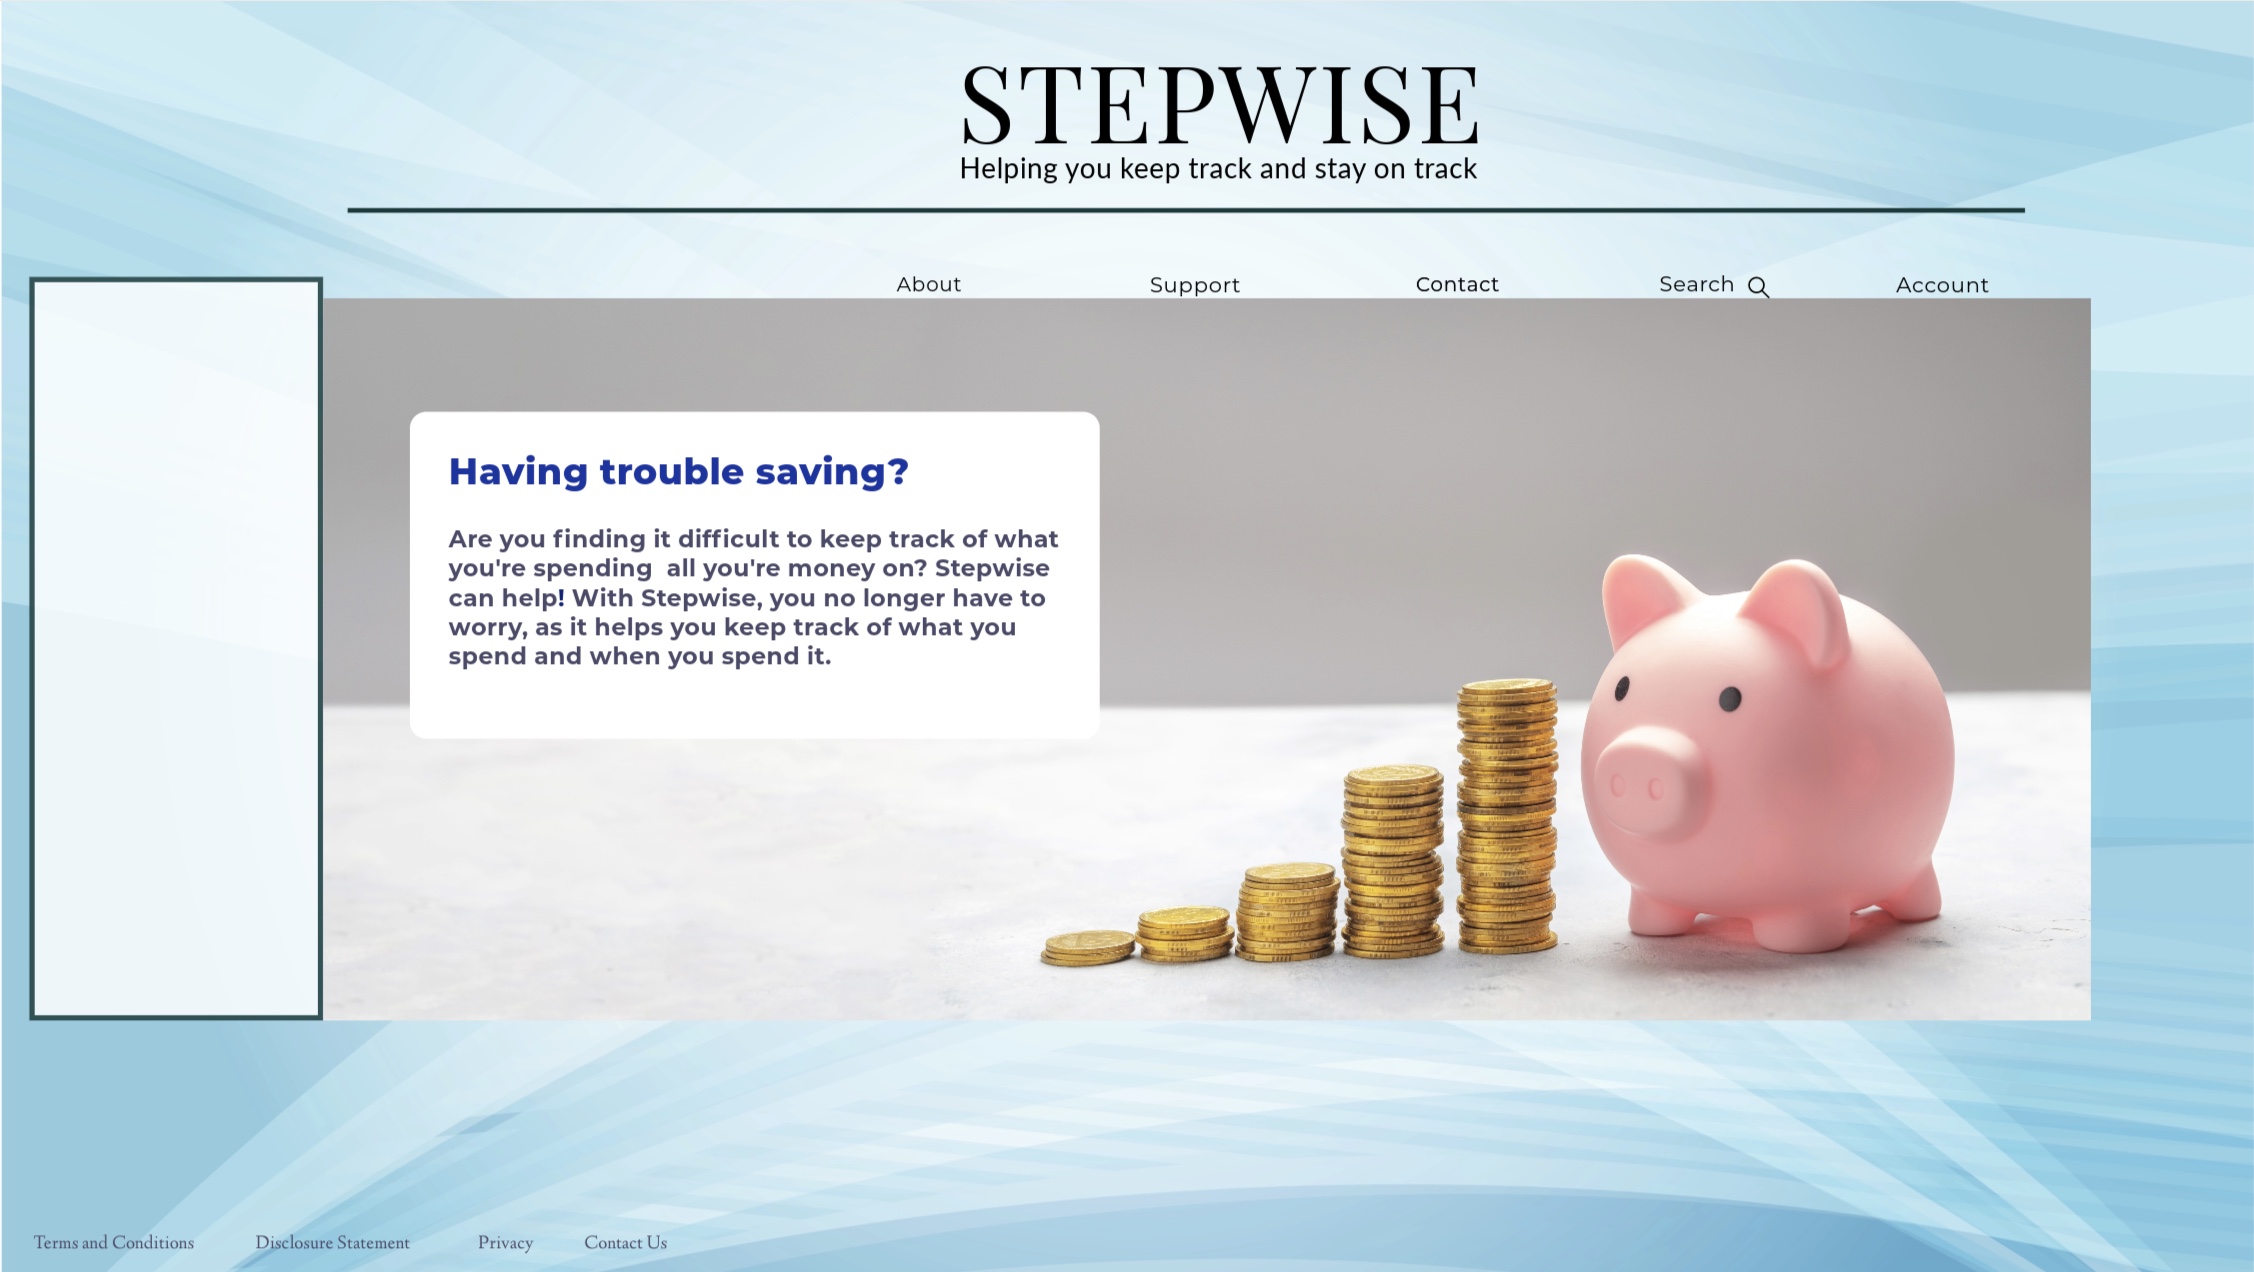 STEPWISE
Helping you keep track and stay on track
About Support Contact Search Account
Having trouble saving?
Are you finding it difficult to keep track of what
you're spending  all you're money on? Stepwise
can help! With Stepwise, you no longer have to
worry, as it helps you keep track of what you
spend and when you spend it.
Terms and Conditions Disclosure Statement Privacy Contact Us